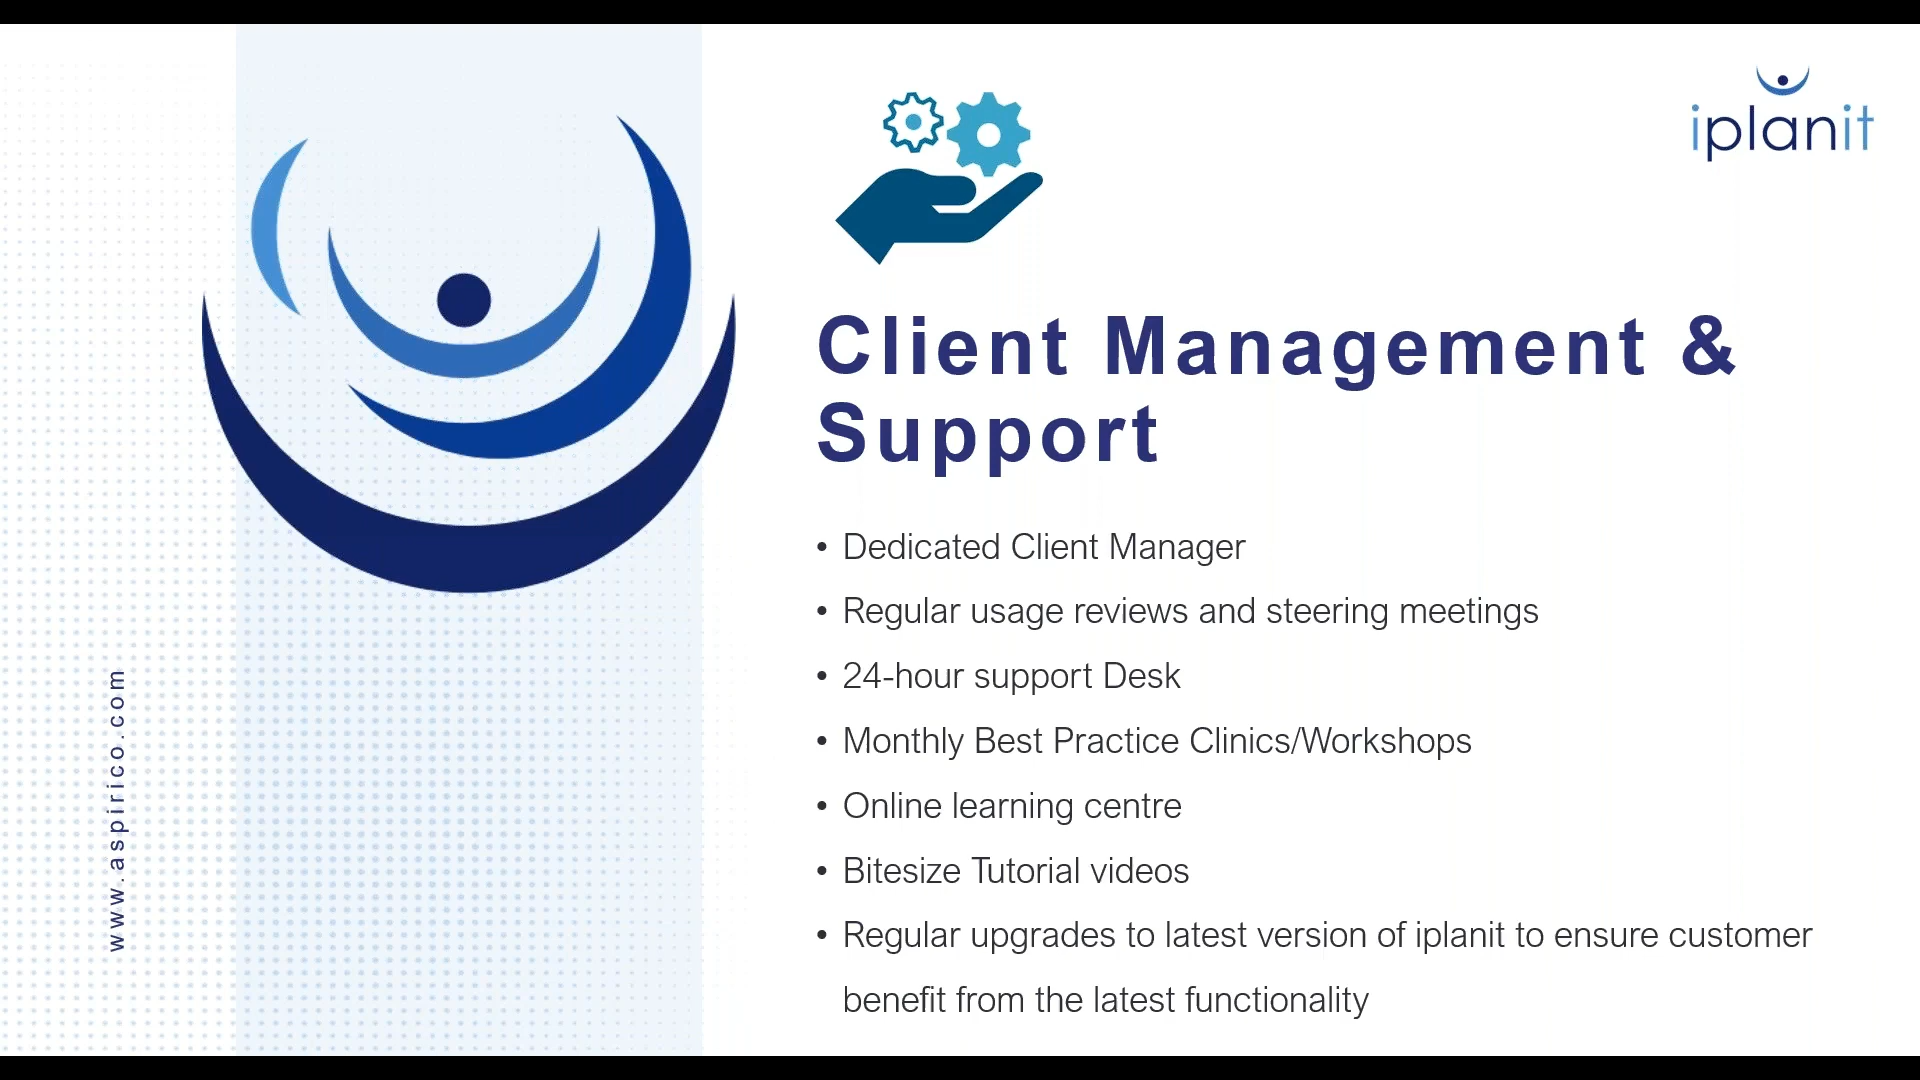 iplanit
Client Management &
Support
• Dedicated Client Manager
• Regular usage reviews and steering meetings
• 24-hour support Desk
• Monthly Best Practice Clinics/Workshops
• Online learning centre
• Bitesize Tutorial videos
• Regular upgrades to latest version of iplanit to ensure customer
benefit from the latest functionality
www.aspirico.com